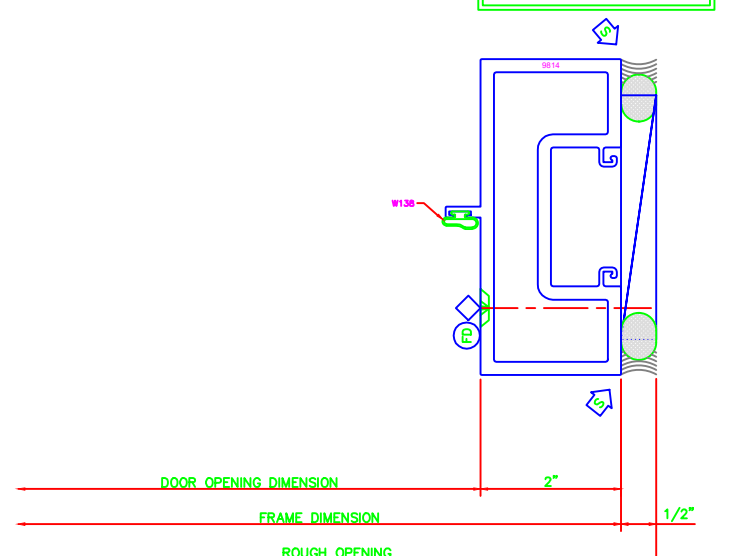 S
9814
W138
FD
S
DOOR OPENING DIMENSION
2"
FRAME DIMENSION
1/2"
ROUGH OPENING